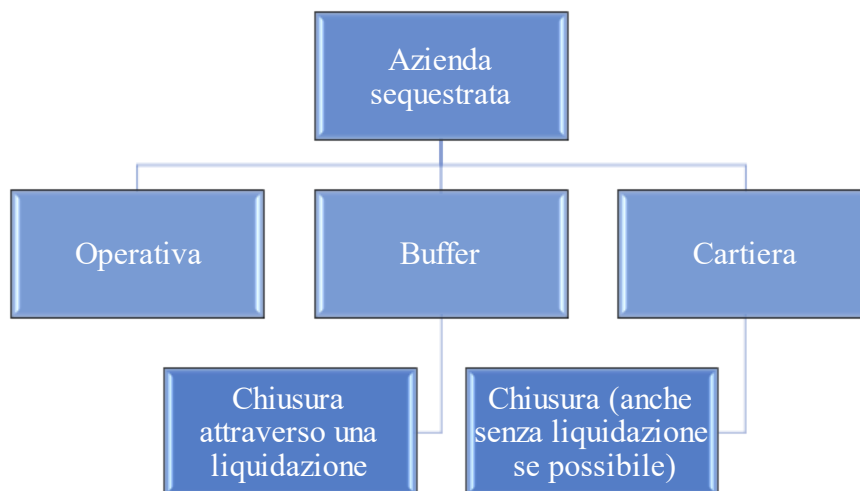 Azienda
sequestrata
Operativa
Buffer
Cartiera
Chiusura
attraverso una
liquidazione
Chiusura (anche
senza liquidazione
se possibile)